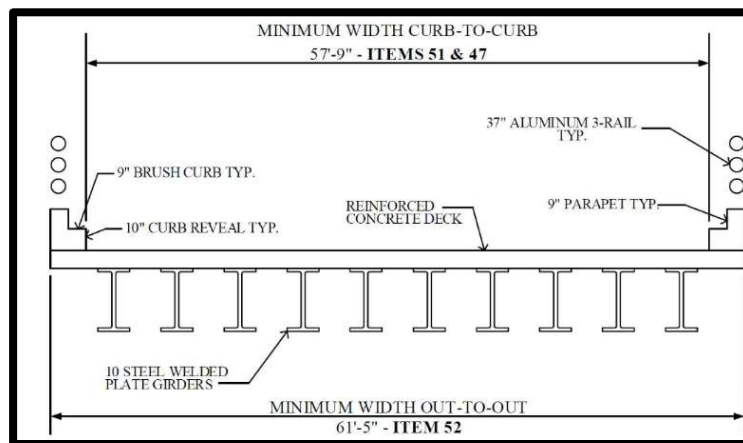 MINIMUM WIDTH CURB-TO-CURB
57'-9" - ITEMS 51 & 47
37" ALUMINUM 3-RAIL
TYP.
9" BRUSH CURB TYP.
REINFORCED
CONCRETE DECK
9" PARAPET TYP.
10" CURB REVEAL TYP.
10 STEEL WELDED
PLATE GIRDERS
MINIMUM WIDTH OUT-TO-OUT
61'-5" - ITEM 52